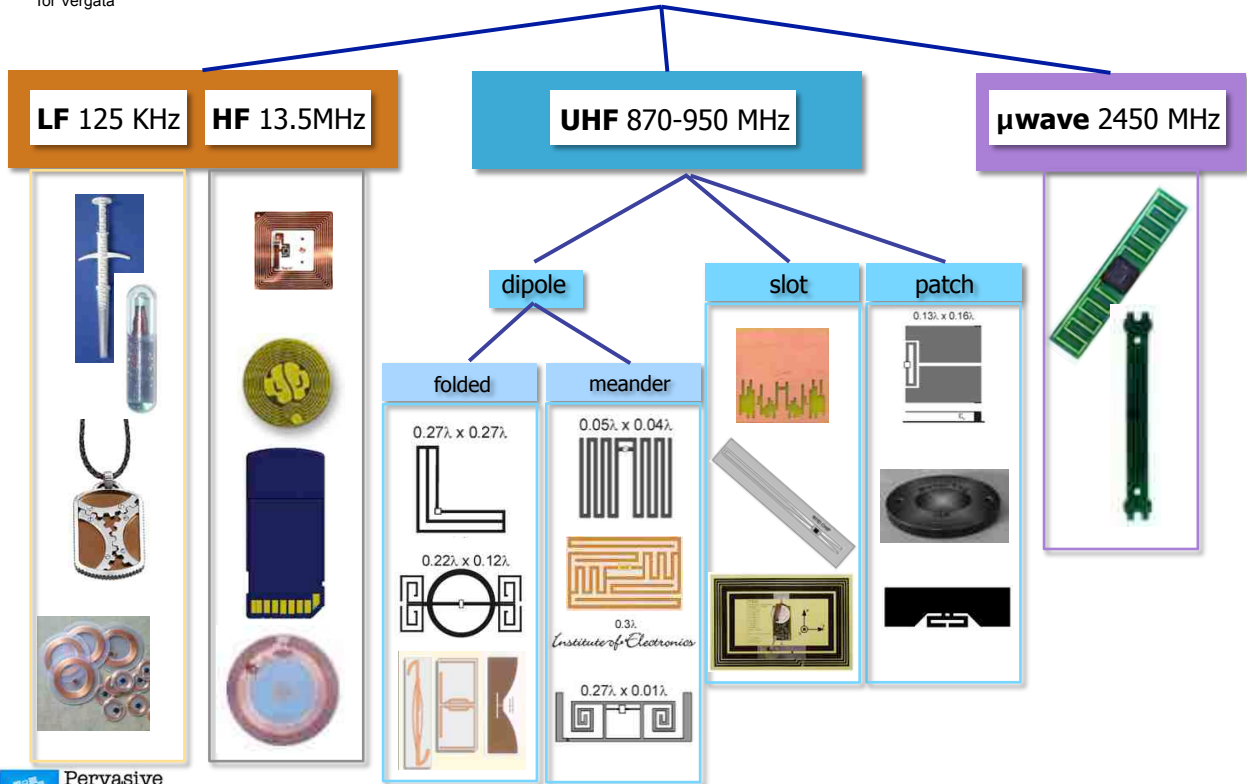 Tor Vergata
LF 125 KHz
HF 13.5MHz
UHF 870-950 MHz
μwave 2450 MHz
dipole
slot
patch
folded
meander
0.27λ x 0.27λ
0.22λ x 0.12λ
0.05λ x 0.04λ
0.3λ
Institute of Electronics
0.27λ x 0.01λ
0.13λ x 0.16λ
Pervasive